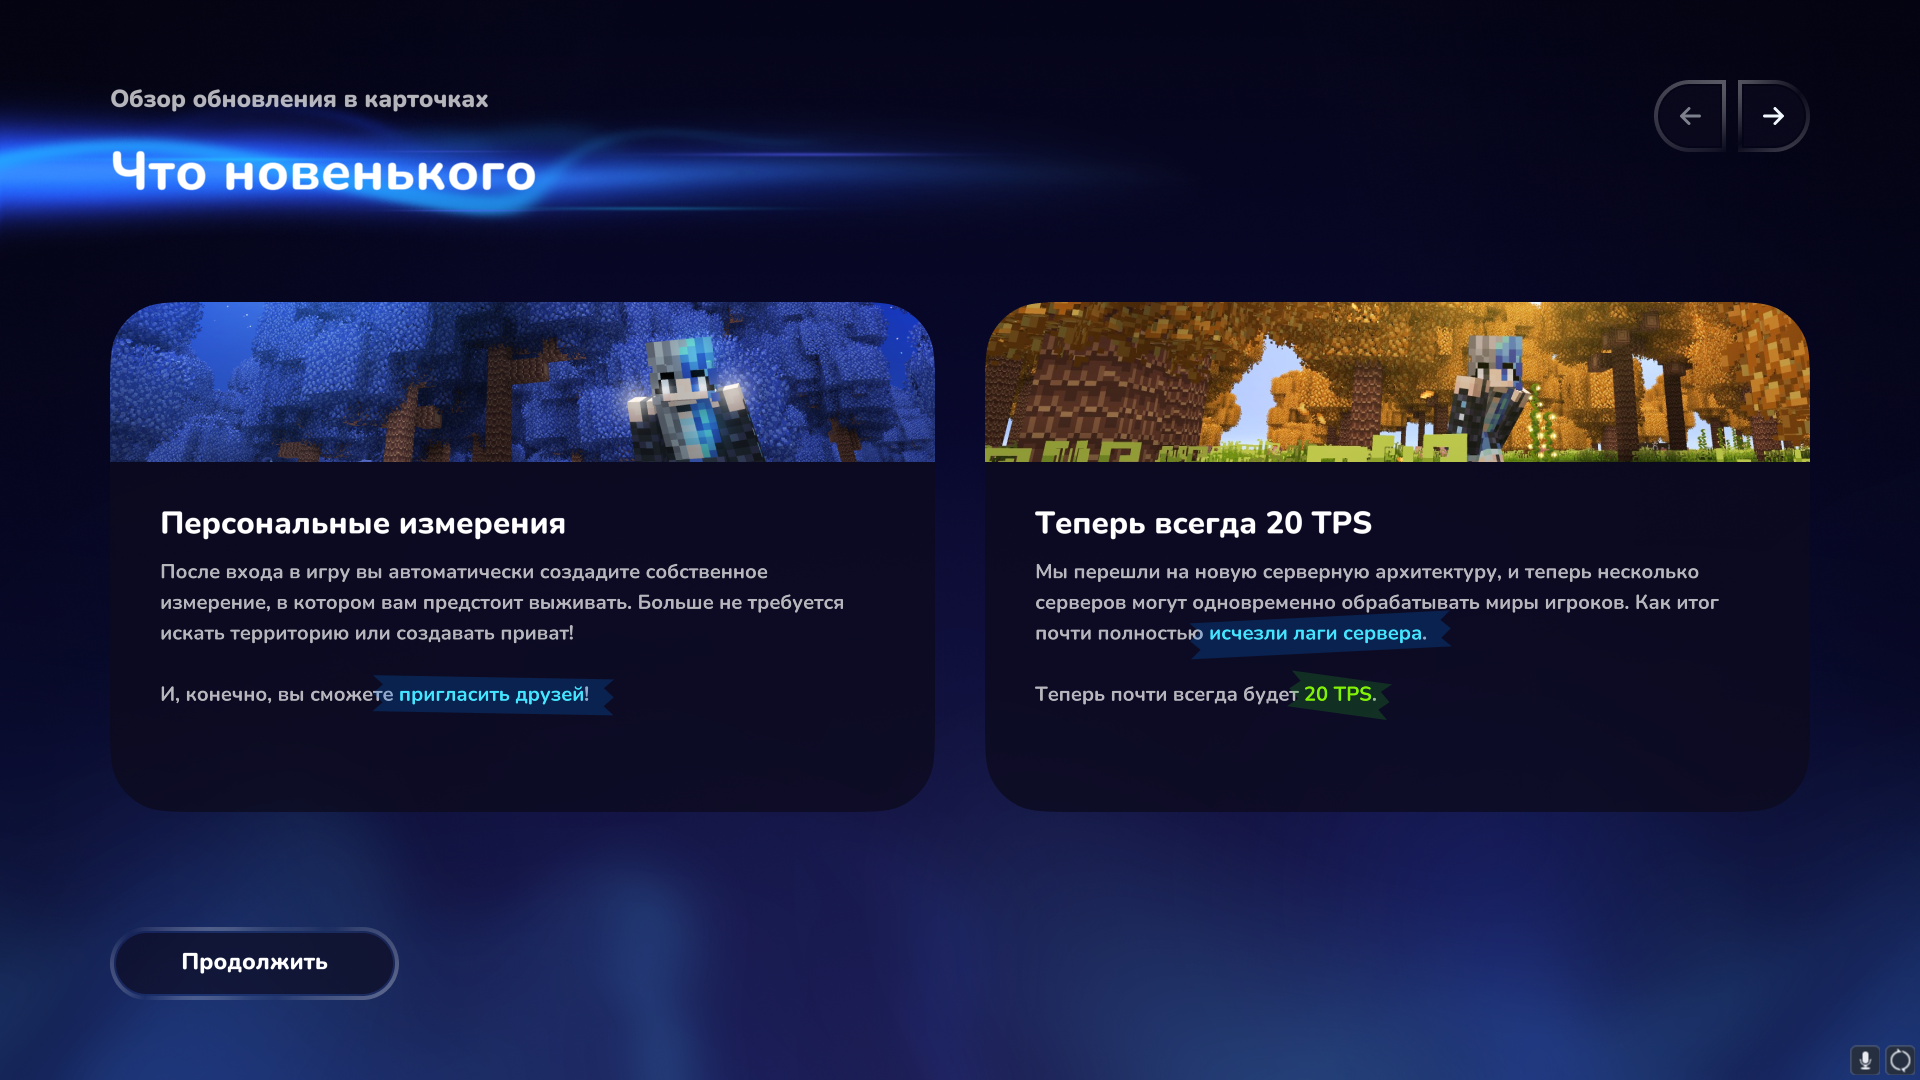 Обзор обновления в карточках
Что новенького
Персональные измерения
После входа в игру вы автоматически создадите собственное
измерение, в котором вам предстоит выживать. Больше не требуется
искать территорию или создавать приват!
И, конечно, вы сможете пригласить друзей!
Теперь всегда 20 TPS
Мы перешли на новую серверную архитектуру, и теперь несколько
серверов могут одновременно обрабатывать миры игроков. Как итог
почти полностью исчезли лаги сервера.
Теперь почти всегда будет 20 TPS.
Продолжить